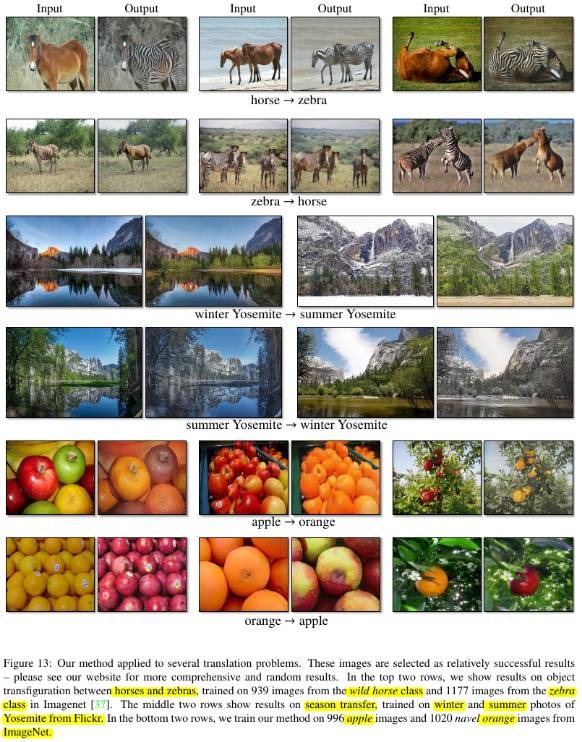 Input Output Input Output Input Output
horse → zebra
zebra → horse
winter Yosemite → summer Yosemite
summer Yosemite → winter Yosemite
apple → orange
orange → apple
Figure 13: Our method applied to several translation problems. These images are selected as relatively successful results
– please see our website for more comprehensive and random results. In the top two rows, we show results on object
transfiguration between horses and zebras, trained on 939 images from the wild horse class and 1177 images from the zebra
class in Imagenet [37]. The middle two rows show results on season transfer, trained on winter and summer photos of
Yosemite from Flickr. In the bottom two rows, we train our method on 996 apple images and 1020 navel orange images from
ImageNet.